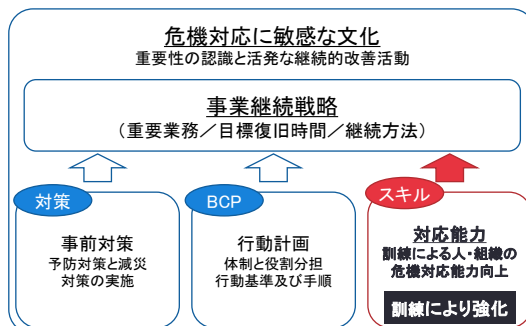 危機対応に敏感な文化
重要性の認識と活発な継続的改善活動
事業継続戦略
（重要業務／目標復旧時間／継続方法）
対策
事前対策
予防対策と減災
対策の実施
BCP
行動計画
体制と役割分担
行動基準及び手順
スキル
対応能力
訓練による人・組織の
危機対応能力向上
訓練により強化